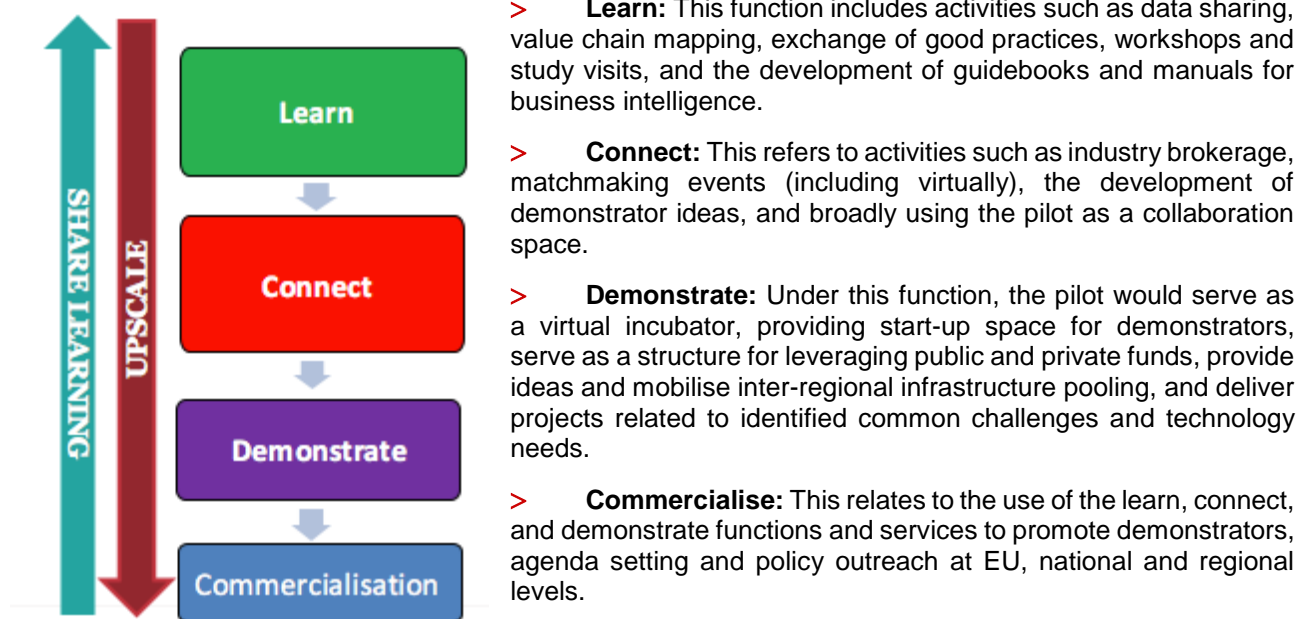 SHARE LEARNING
UPSCALE
Learn
Connect
Demonstrate
Commercialisation
> Learn: This function includes activities such as data sharing,
value chain mapping, exchange of good practices, workshops and
study visits, and the development of guidebooks and manuals for
business intelligence.
> Connect: This refers to activities such as industry brokerage,
matchmaking events (including virtually), the development of
demonstrator ideas, and broadly using the pilot as a collaboration
space.
> Demonstrate: Under this function, the pilot would serve as
a virtual incubator, providing start-up space for demonstrators,
serve as a structure for leveraging public and private funds, provide
ideas and mobilise inter-regional infrastructure pooling, and deliver
projects related to identified common challenges and technology
needs.
> Commercialise: This relates to the use of the learn, connect,
and demonstrate functions and services to promote demonstrators,
agenda setting and policy outreach at EU, national and regional
levels.